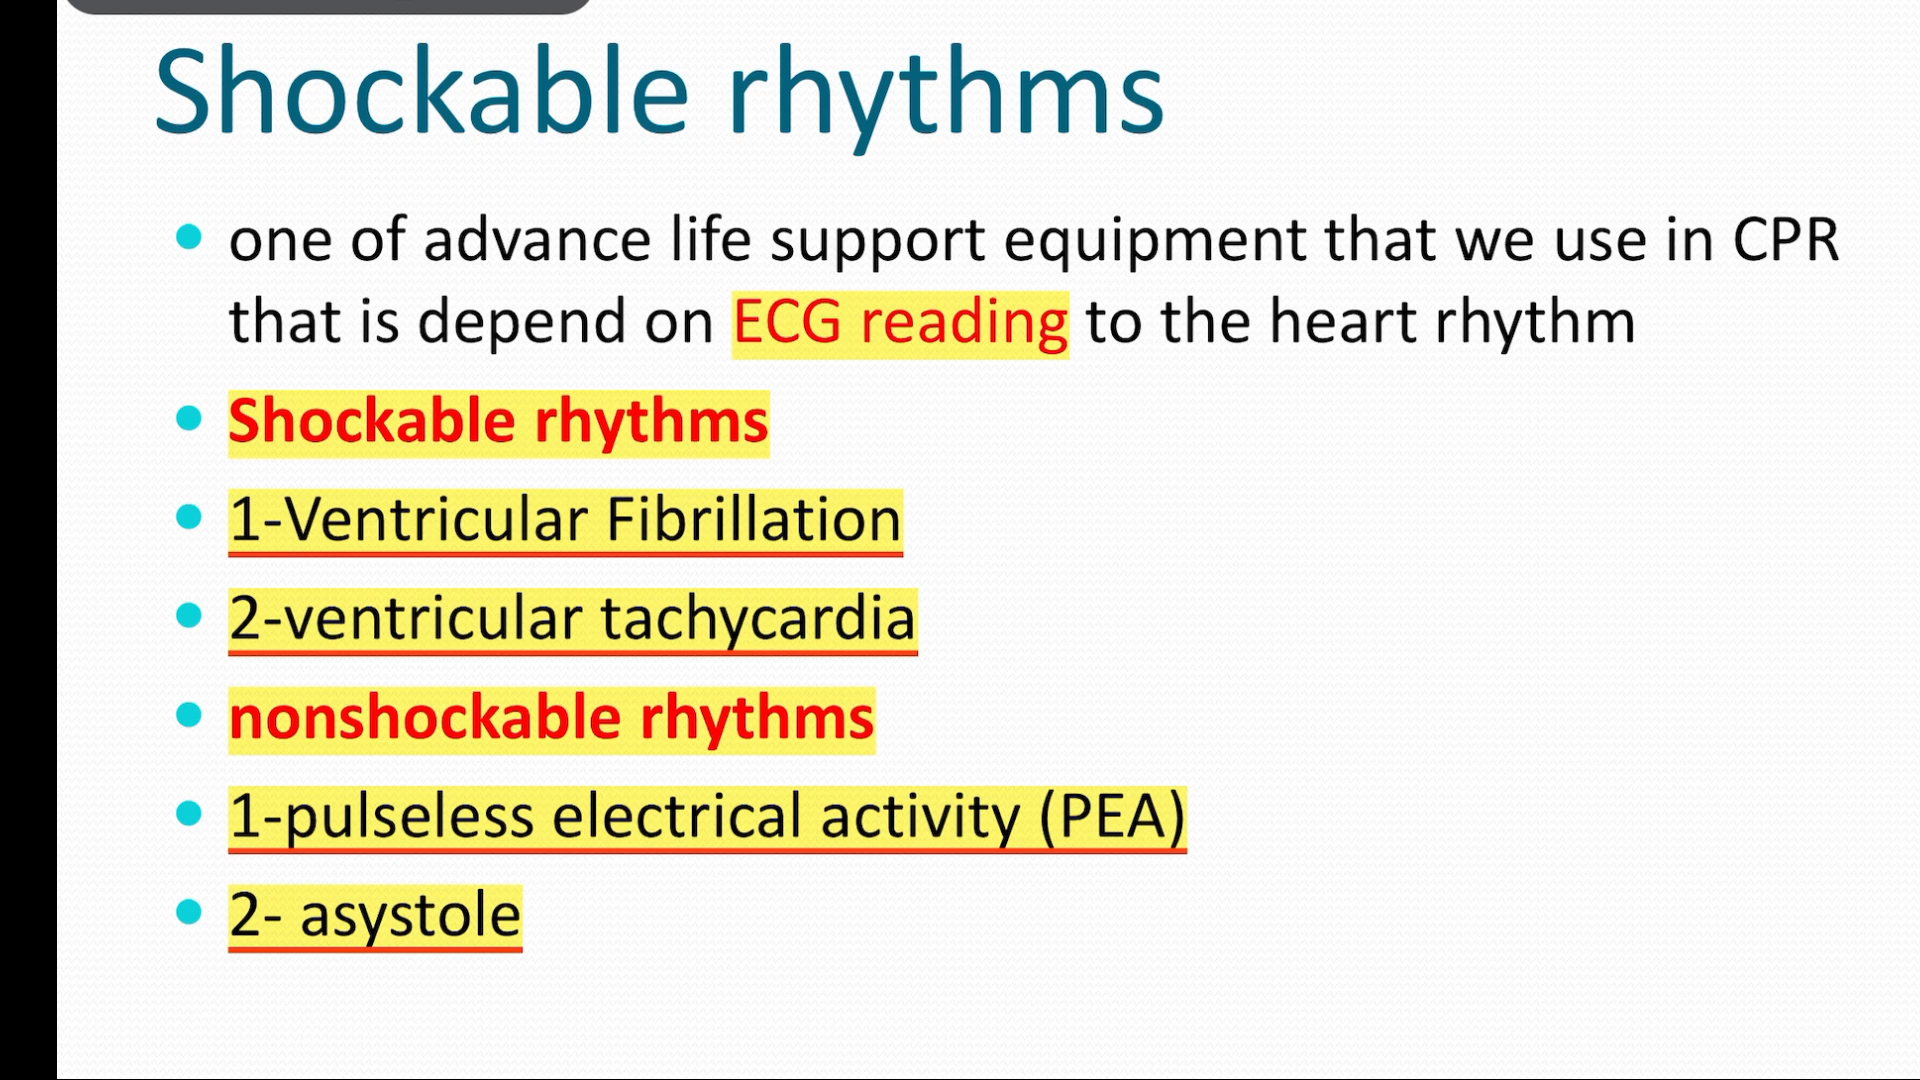 Shockable rhythms
one of advance life support equipment that we use in CPR
that is depend on ECG reading to the heart rhythm
Shockable rhythms
1-Ventricular Fibrillation
2-ventricular tachycardia
nonshockable rhythms
1-pulseless electrical activity (PEA)
2- asystole